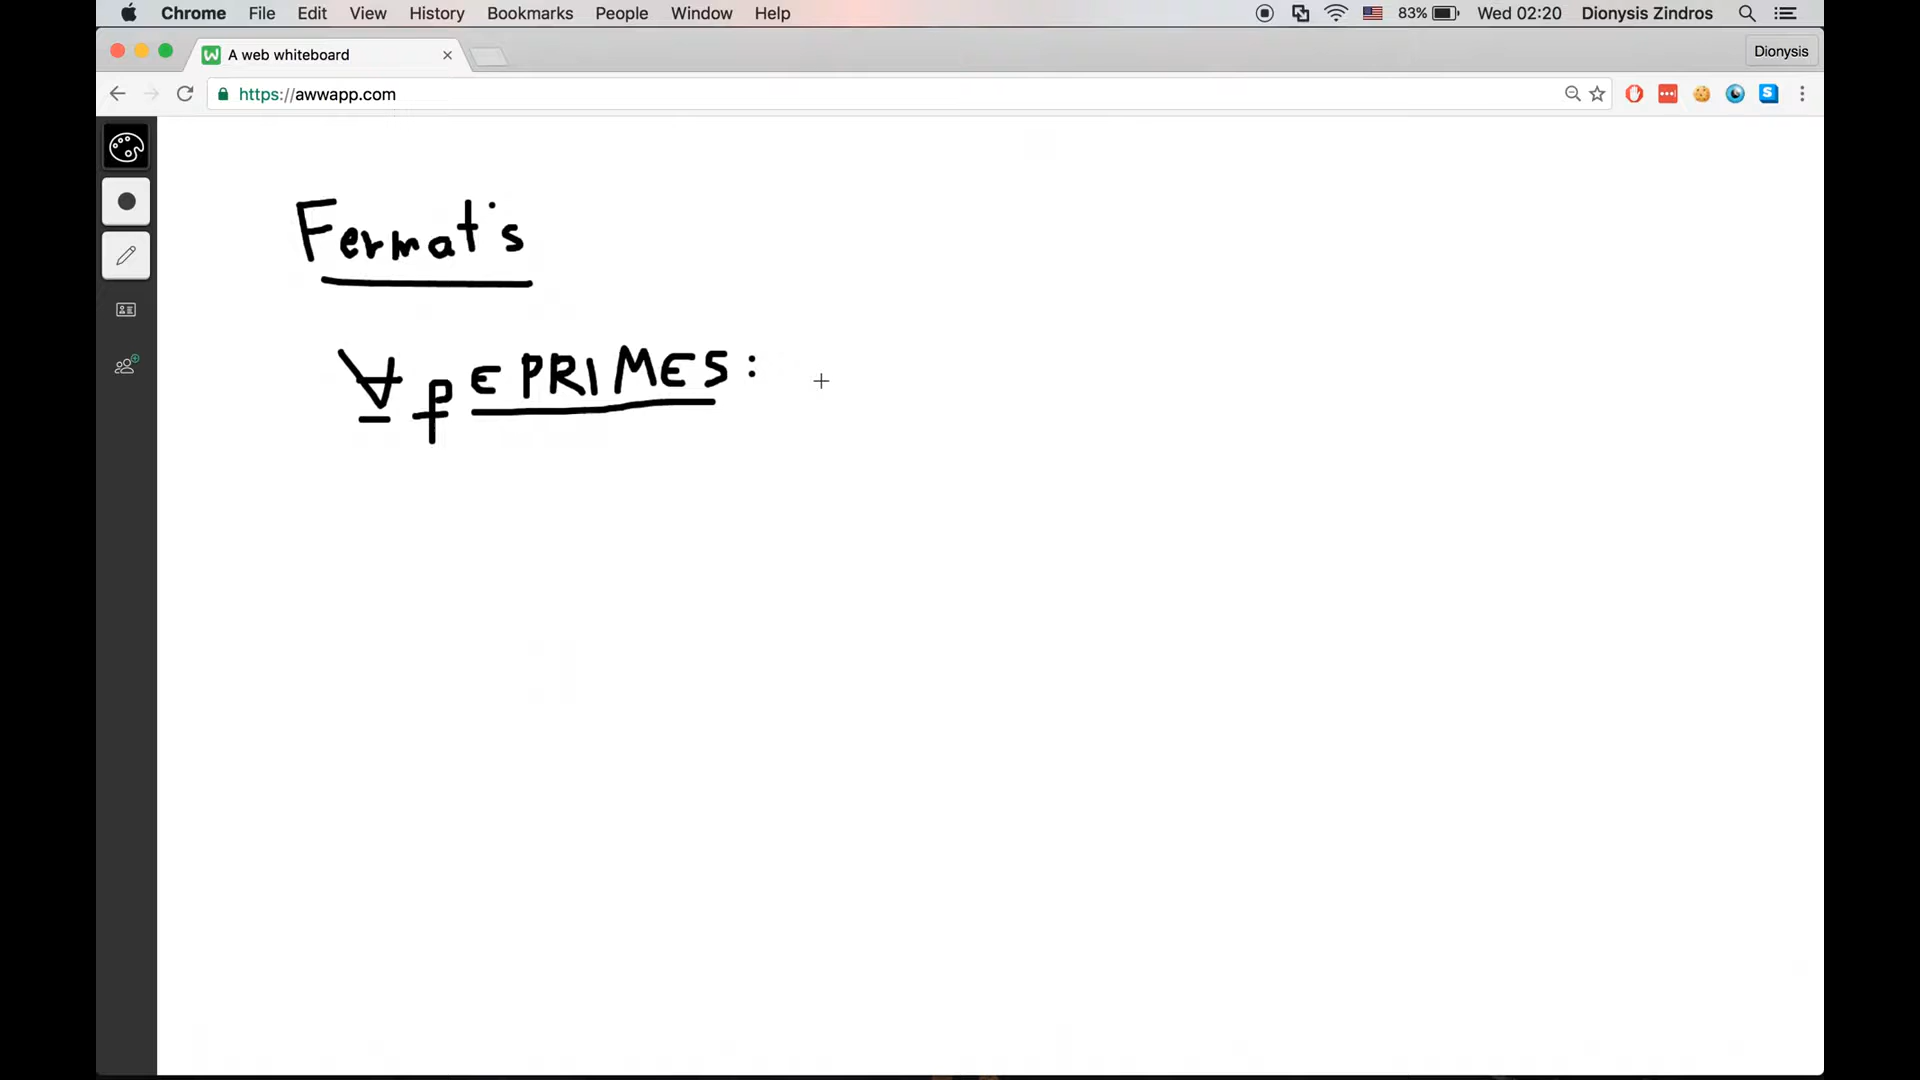 Chrome File Edit View History Bookmarks People Window Help 83% Wed 02:20 Dionysis Zindros
A web whiteboard Dionysis
https://awwapp.com
Fermat's
∀ p ∈ PRIMES: